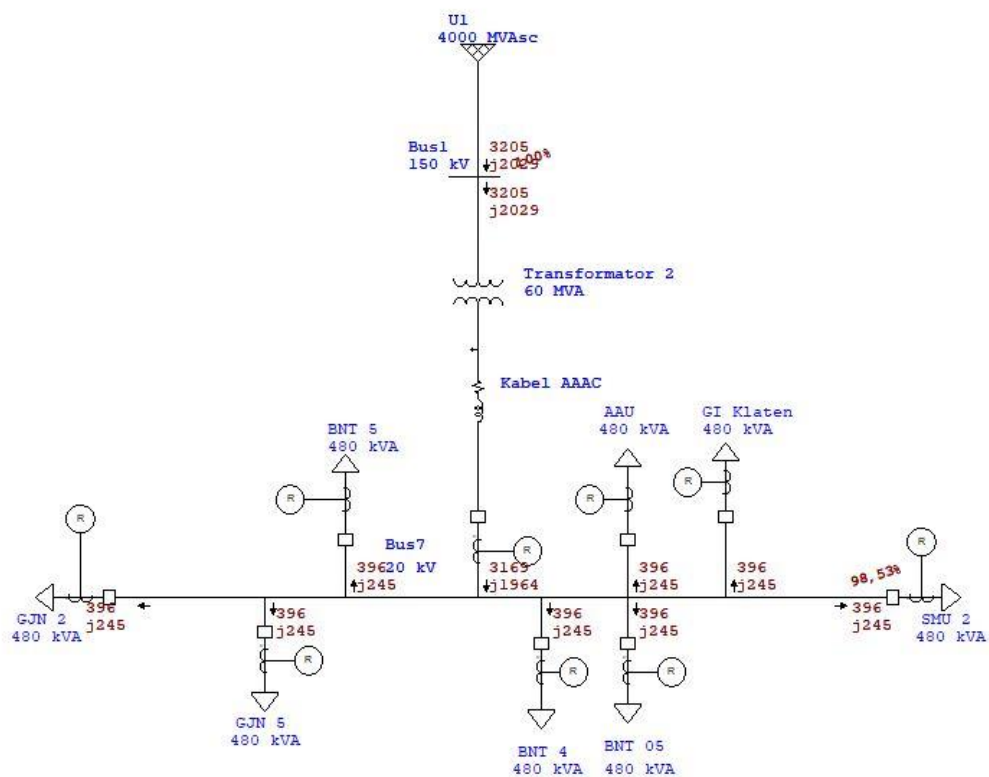 U1
4000 MVAsc
Bus1
150 kV
3205
j2029
100%
3205
j2029
Transformator 2
60 MVA
Kabel AAAC
BNT 5
480 kVA
AAU
480 kVA
GI Klaten
480 kVA
R
R
R
R
R
R
Bus7
20 kV
396
j245
3169
j1964
396
j245
396
j245
98,53%
GJN 2
480 kVA
396
j245
396
j245
396
j245
396
j245
396
j245
SMU 2
480 kVA
R
R
R
GJN 5
480 kVA
BNT 4
480 kVA
BNT 05
480 kVA